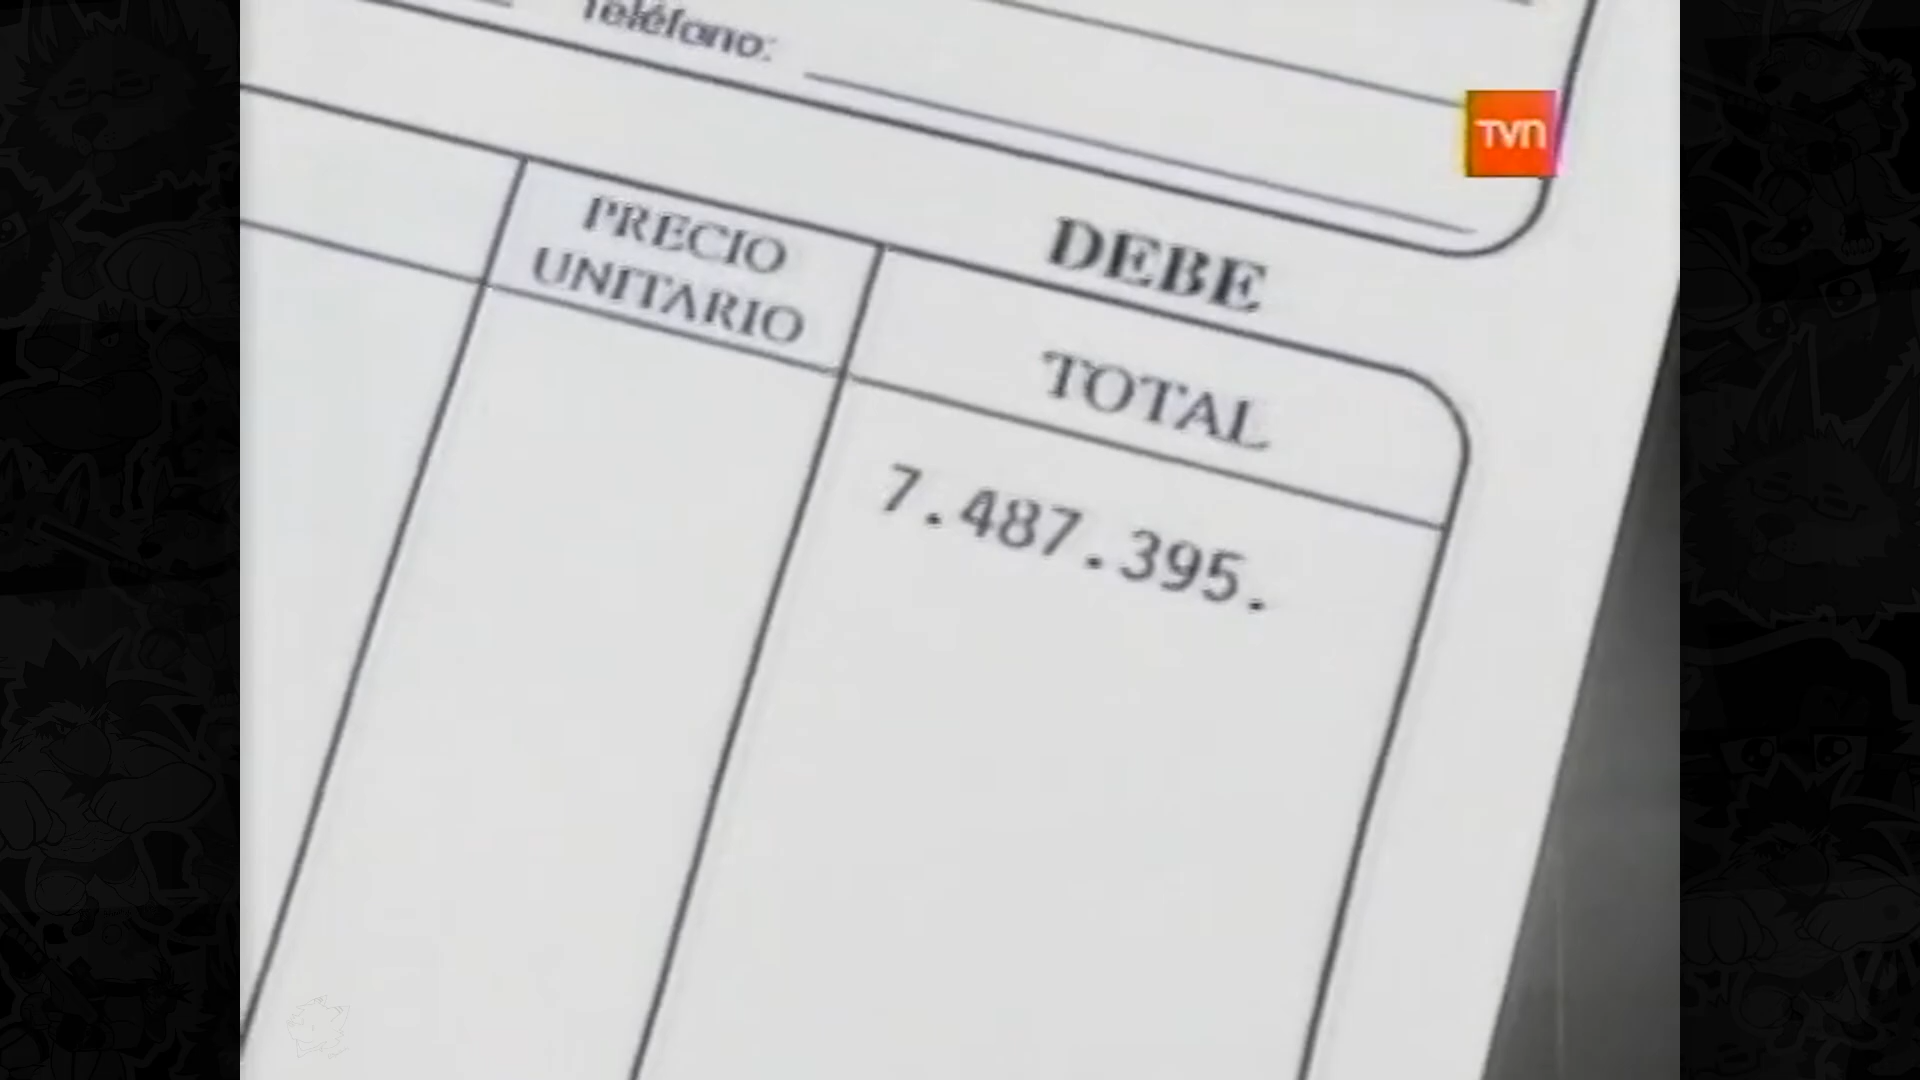 Teléfono:
TVN
DEBE
PRECIO
UNITARIO
TOTAL
7.487.395.